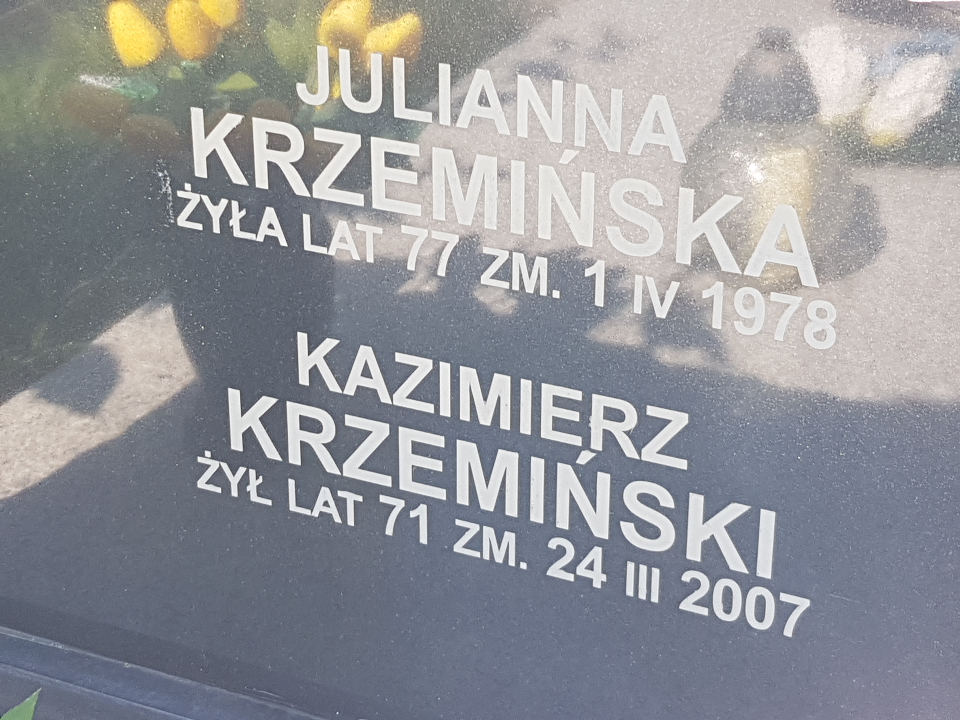 JULIANNA
KRZEMIŃSKA
ŻYŁA LAT 77 ZM. 1 IV 1978
KAZIMIERZ
KRZEMIŃSKI
ŻYŁ LAT 71 ZM. 24 III 2007